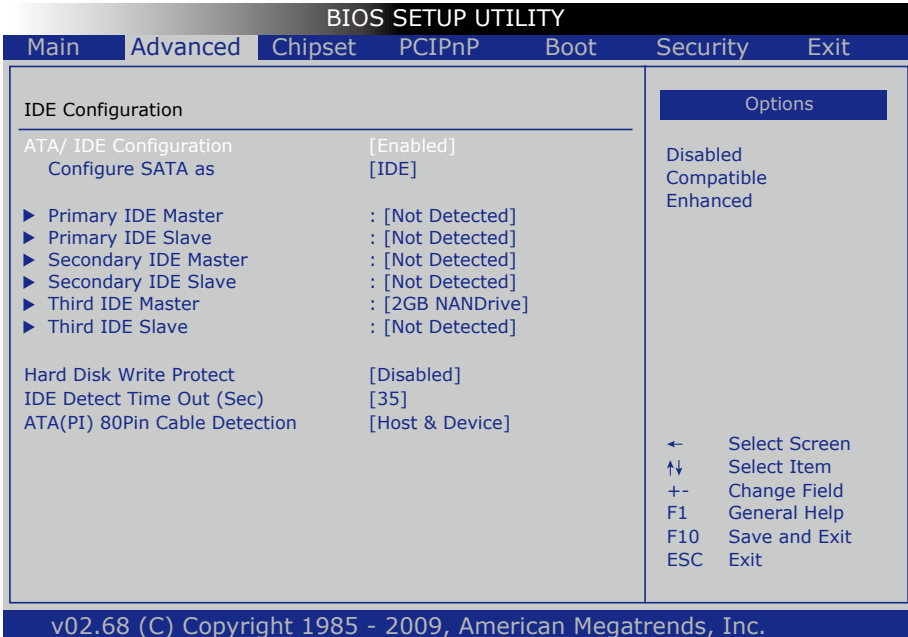 BIOS SETUP UTILITY
Main Advanced Chipset PCIPnP Boot Security Exit
IDE Configuration
ATA/ IDE Configuration [Enabled]
Configure SATA as [IDE]
Primary IDE Master : [Not Detected]
Primary IDE Slave : [Not Detected]
Secondary IDE Master : [Not Detected]
Secondary IDE Slave : [Not Detected]
Third IDE Master : [2GB NANDrive]
Third IDE Slave : [Not Detected]
Hard Disk Write Protect [Disabled]
IDE Detect Time Out (Sec) [35]
ATA(PI) 80Pin Cable Detection [Host & Device]
Options
Disabled
Compatible
Enhanced
← Select Screen
↑↓ Select Item
+- Change Field
F1 General Help
F10 Save and Exit
ESC Exit
v02.68 (C) Copyright 1985 - 2009, American Megatrends, Inc.